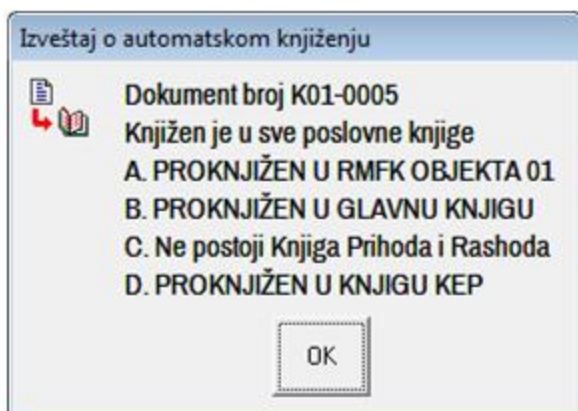 Izveštaj o automatskom knjiženju
Dokument broj K01-0005
Knjižen je u sve poslovne knjige
A. PROKNJIŽEN U RMFK OBJEKTA 01
B. PROKNJIŽEN U GLAVNU KNJIGU
C. Ne postoji Knjiga Prihoda i Rashoda
D. PROKNJIŽEN U KNJIGU KEP
OK